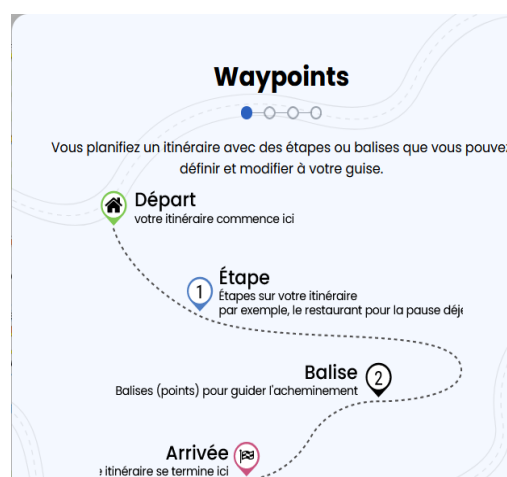 Waypoints
Vous planifiez un itinéraire avec des étapes ou balises que vous pouvez
définir et modifier à votre guise.
Départ
votre itinéraire commence ici
Étape
1
Étapes sur votre itinéraire
par exemple, le restaurant pour la pause déj
Balise
2
Balises (points) pour guider l'acheminement
Arrivée
itinéraire se termine ici